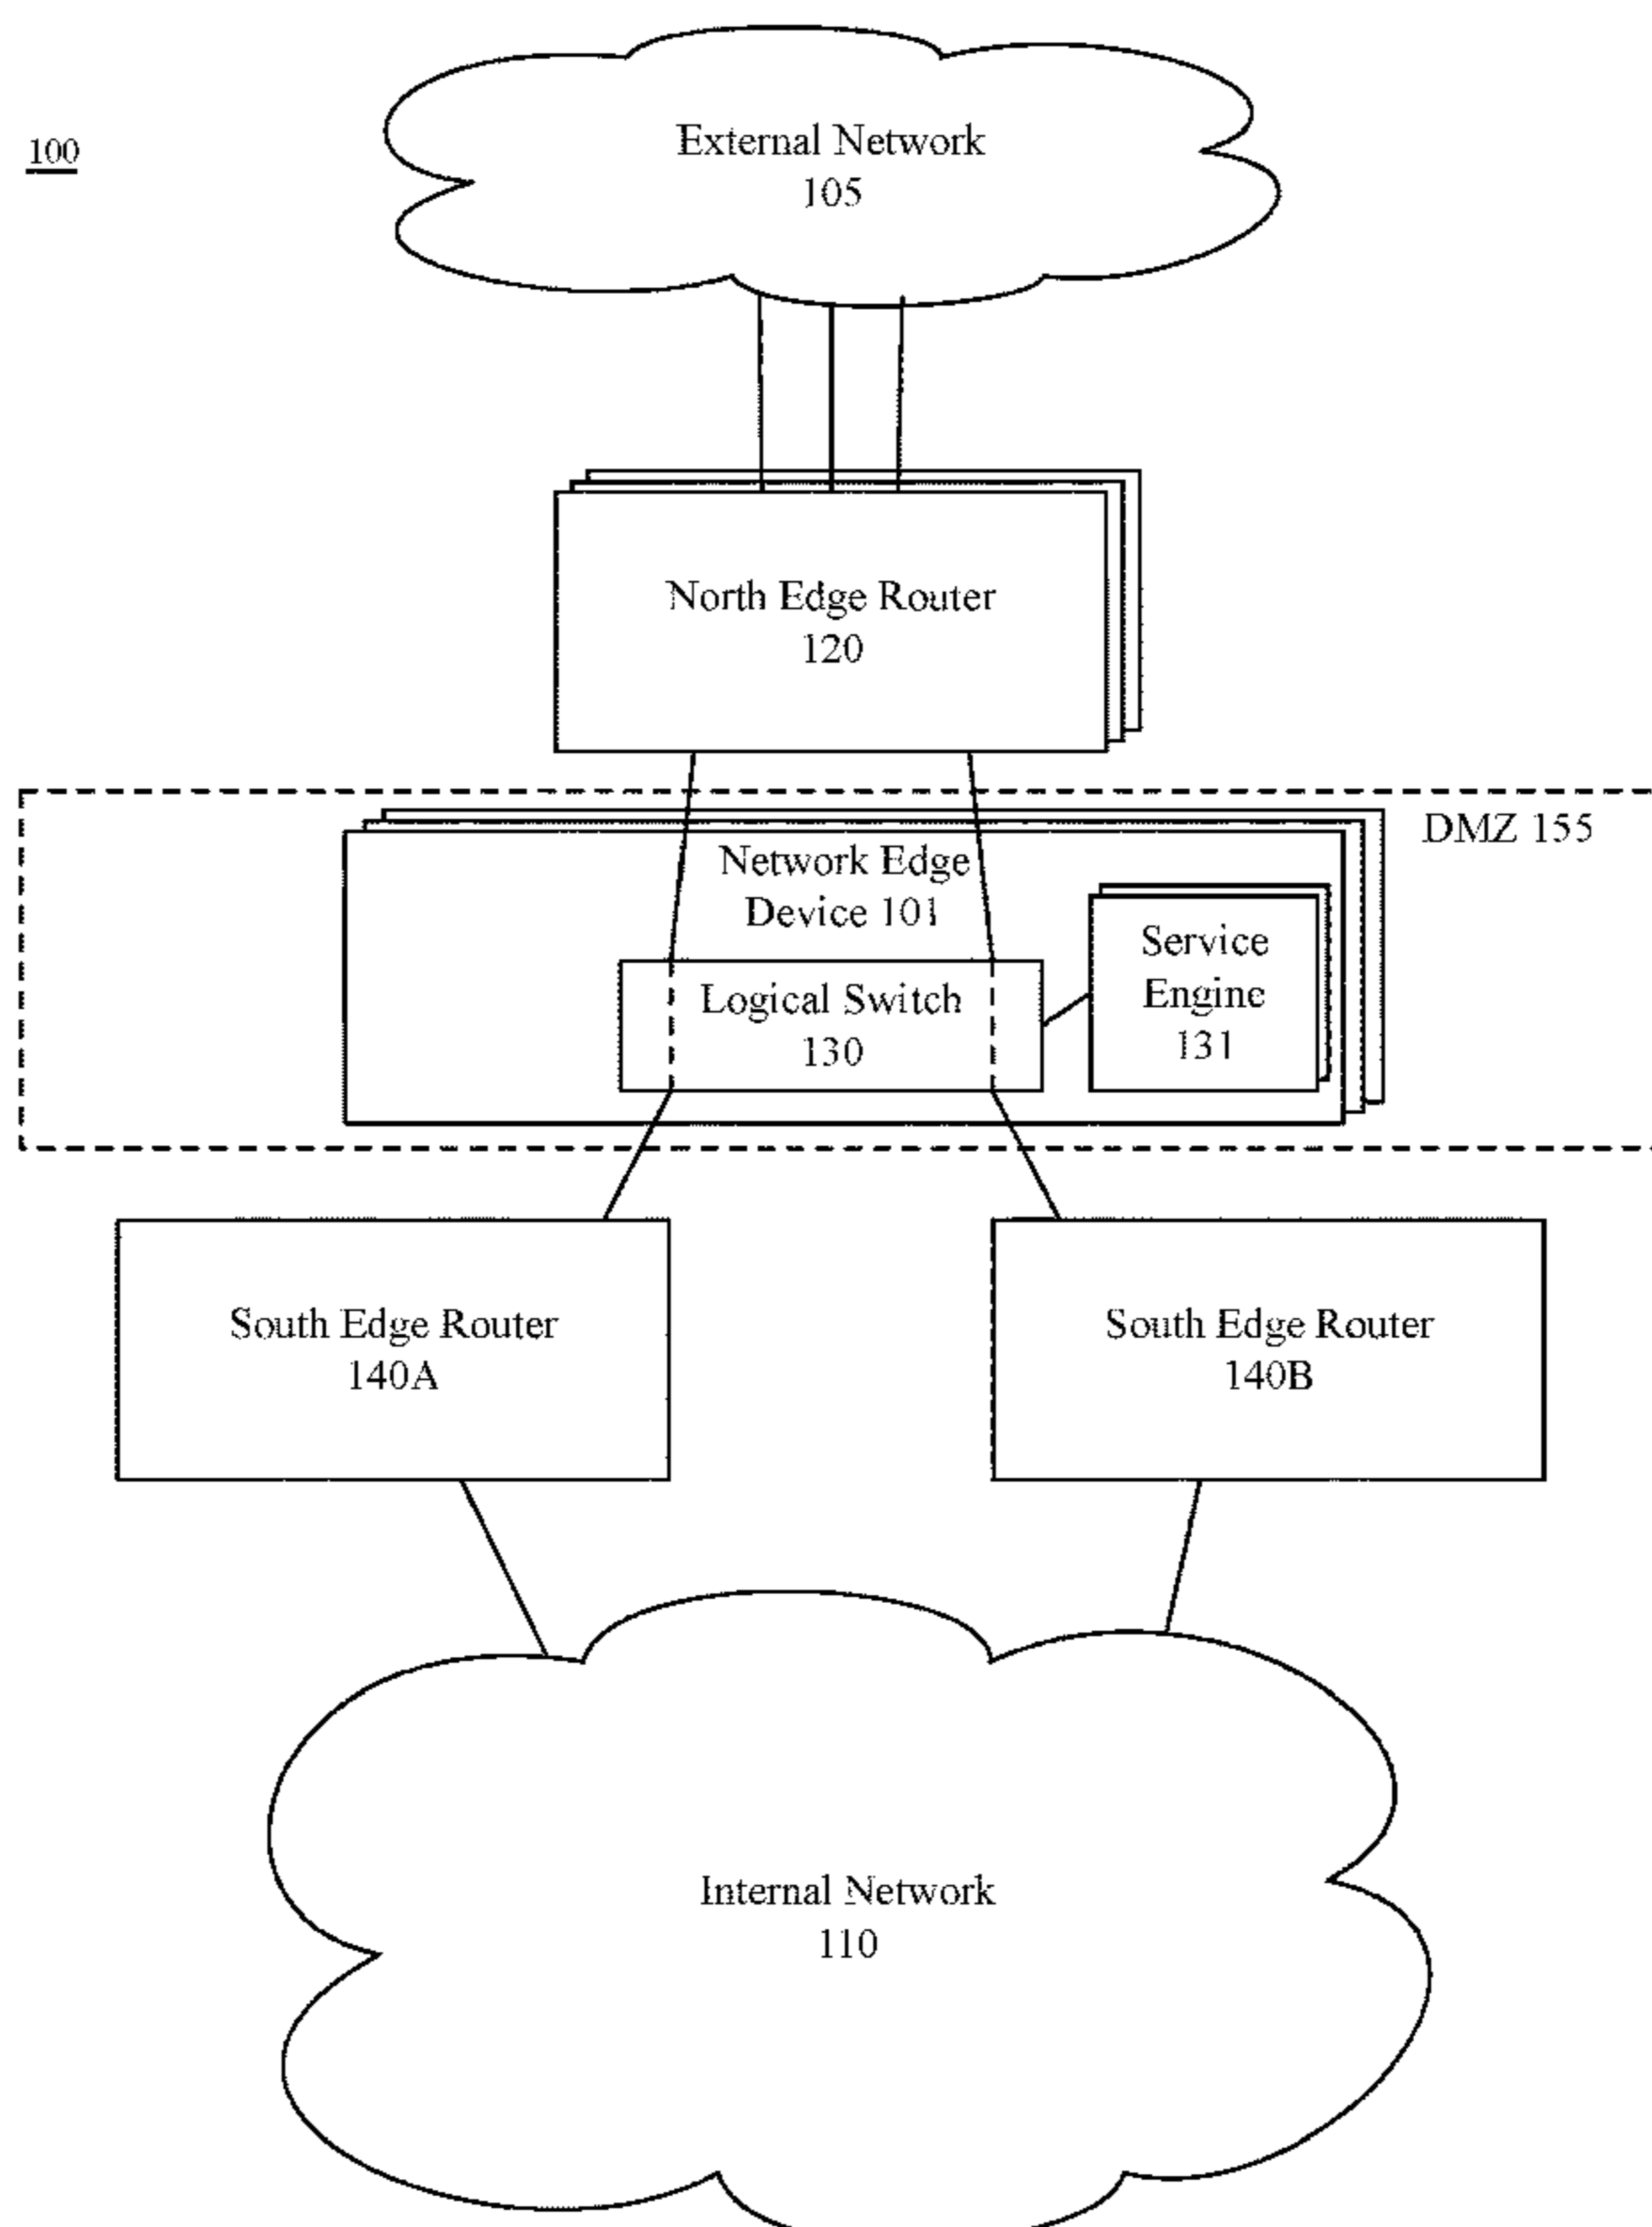 100
External Network
105
North Edge Router
120
DMZ 155
Network Edge
Device 101
Service
Engine
131
Logical Switch
130
South Edge Router
140A
South Edge Router
140B
Internal Network
110